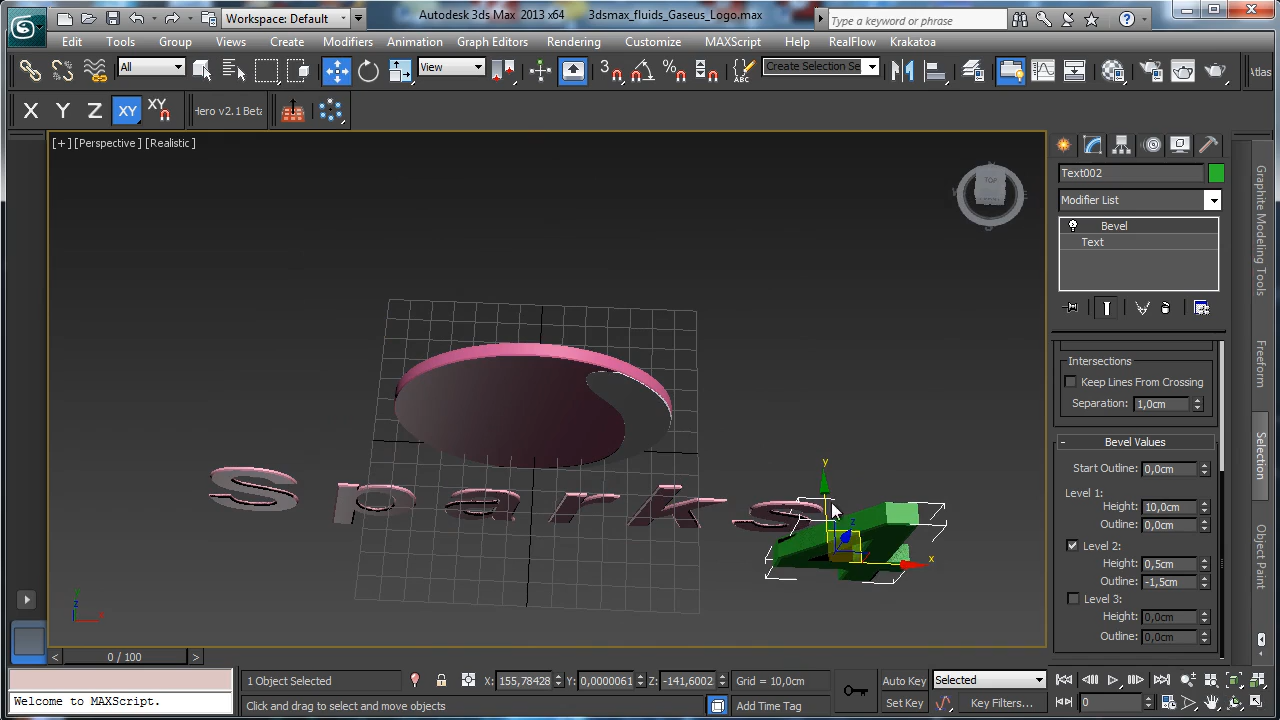 Workspace: Default
Autodesk 3ds Max 2013 x64 3dsmax_fluids_Gaseus_Logo.max
Type a keyword or phrase
Edit Tools Group Views Create Modifiers Animation Graph Editors Rendering Customize MAXScript Help RealFlow Krakatoa
All View 3 ABC Create Selection Se Atlas
X Y Z XY XY Hero v2.1 Beta
[+] [Perspective] [Realistic]
TOP
Text002
Modifier List
Bevel
Text
Intersections
Keep Lines From Crossing
Separation: 1,0cm
- Bevel Values
Start Outline: 0,0cm
Level 1:
Height: 10,0cm
Outline: 0,0cm
Level 2:
Height: 0,5cm
Outline: -1,5cm
Level 3:
Height: 0,0cm
Outline: 0,0cm
Graphite Modeling Tools
Freeform
Selection
Object Paint
Sparks
y
z
x
z
0 / 100
1 Object Selected X: 155,78428 Y: 0,0000061 Z: -141,6002 Grid = 10,0cm Auto Key Selected
Welcome to MAXScript.
Click and drag to select and move objects Add Time Tag Set Key Key Filters... 0